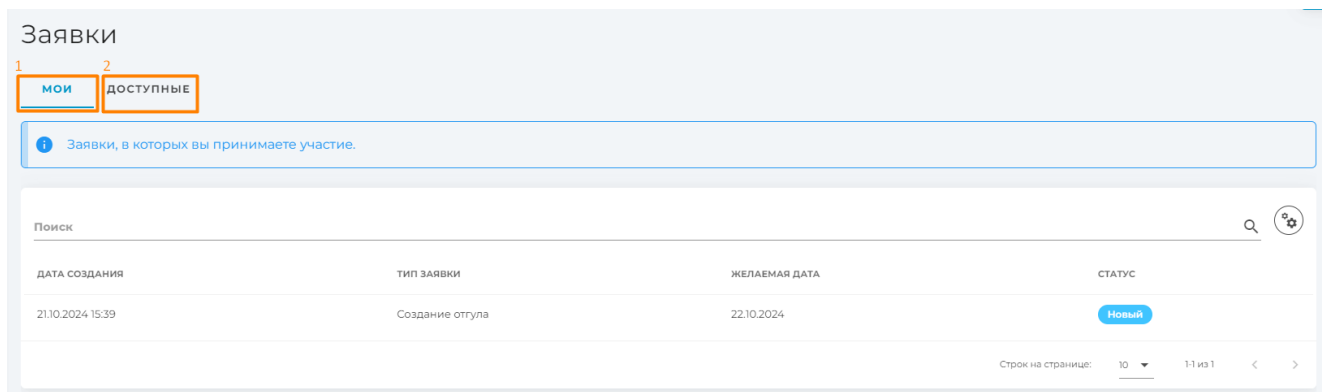 Заявки
1 2
МОИ ДОСТУПНЫЕ
Заявки, в которых вы принимаете участие.
Поиск
ДАТА СОЗДАНИЯ ТИП ЗАЯВКИ ЖЕЛАЕМАЯ ДАТА СТАТУС
21.10.2024 15:39 Создание отгула 22.10.2024 Новый
Строк на странице: 10 1-1 из 1